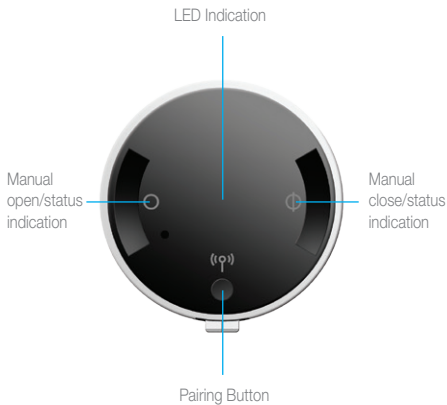 LED Indication
Manual
open/status
indication
Manual
close/status
indication
Pairing Button